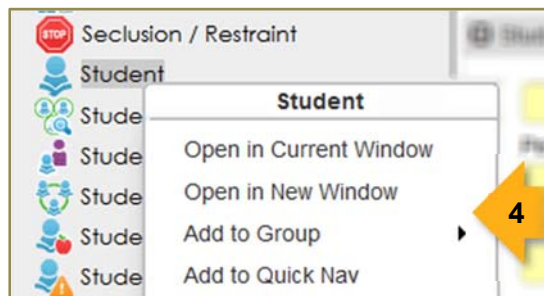 STOP Seclusion / Restraint
Student
Student
Stude
Open in Current Window
Stude
Open in New Window
Stude
Add to Group
4
Stude
Add to Quick Nav
Stude